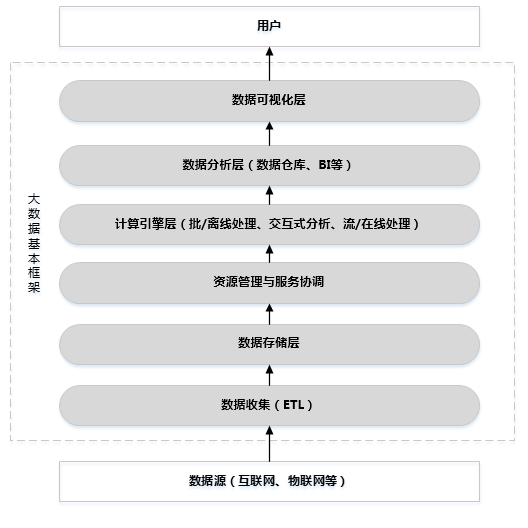 用户
数据可视化层
数据分析层（数据仓库、BI等）
计算引擎层（批/离线处理、交互式分析、流/在线处理）
大数据基本框架
资源管理与服务协调
数据存储层
数据收集（ETL）
数据源（互联网、物联网等）